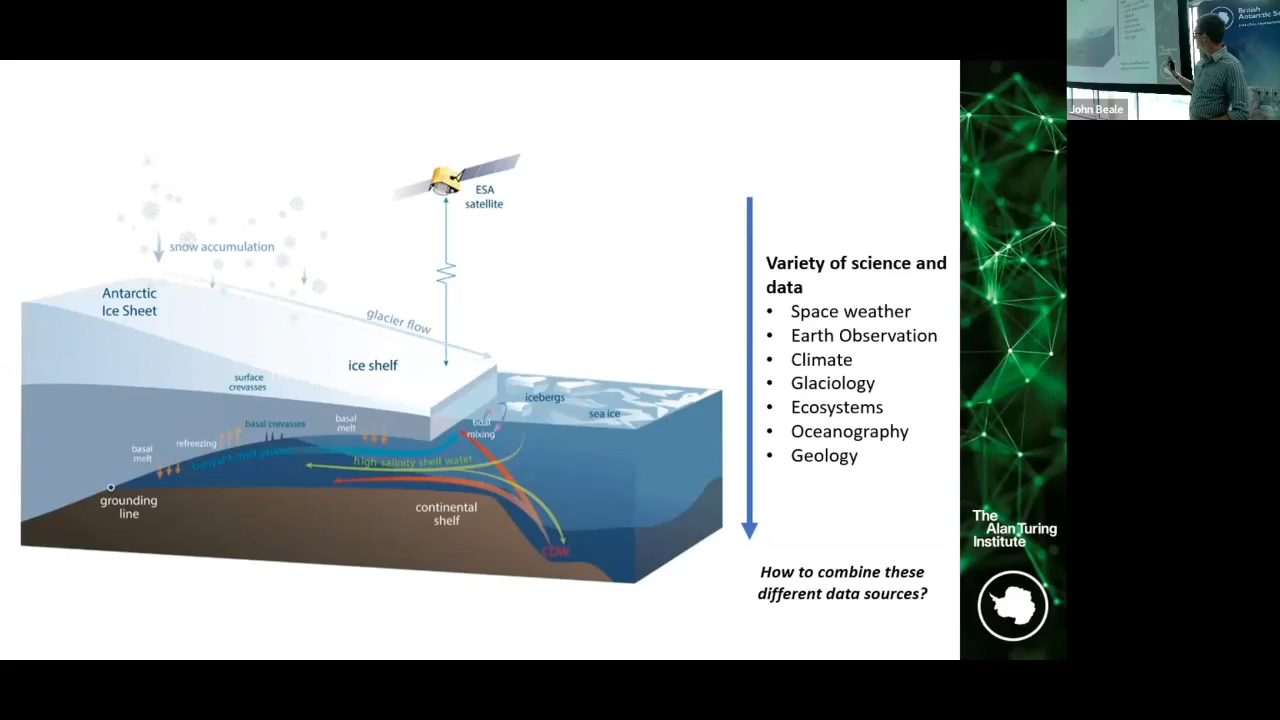 ESA
satellite
snow accumulation
Antarctic
Ice Sheet
glacier flow
ice shelf
surface
crevasses
icebergs
sea ice
basal crevasses
basal
melt
tidal
mixing
refreezing
basal
melt
buoyant melt plume
high salinity shelf water
grounding
line
continental
shelf
CDW
Variety of science and
data
• Space weather
• Earth Observation
• Climate
• Glaciology
• Ecosystems
• Oceanography
• Geology
How to combine these
different data sources?
The
Alan Turing
Institute
British
Antarctic
John Beale